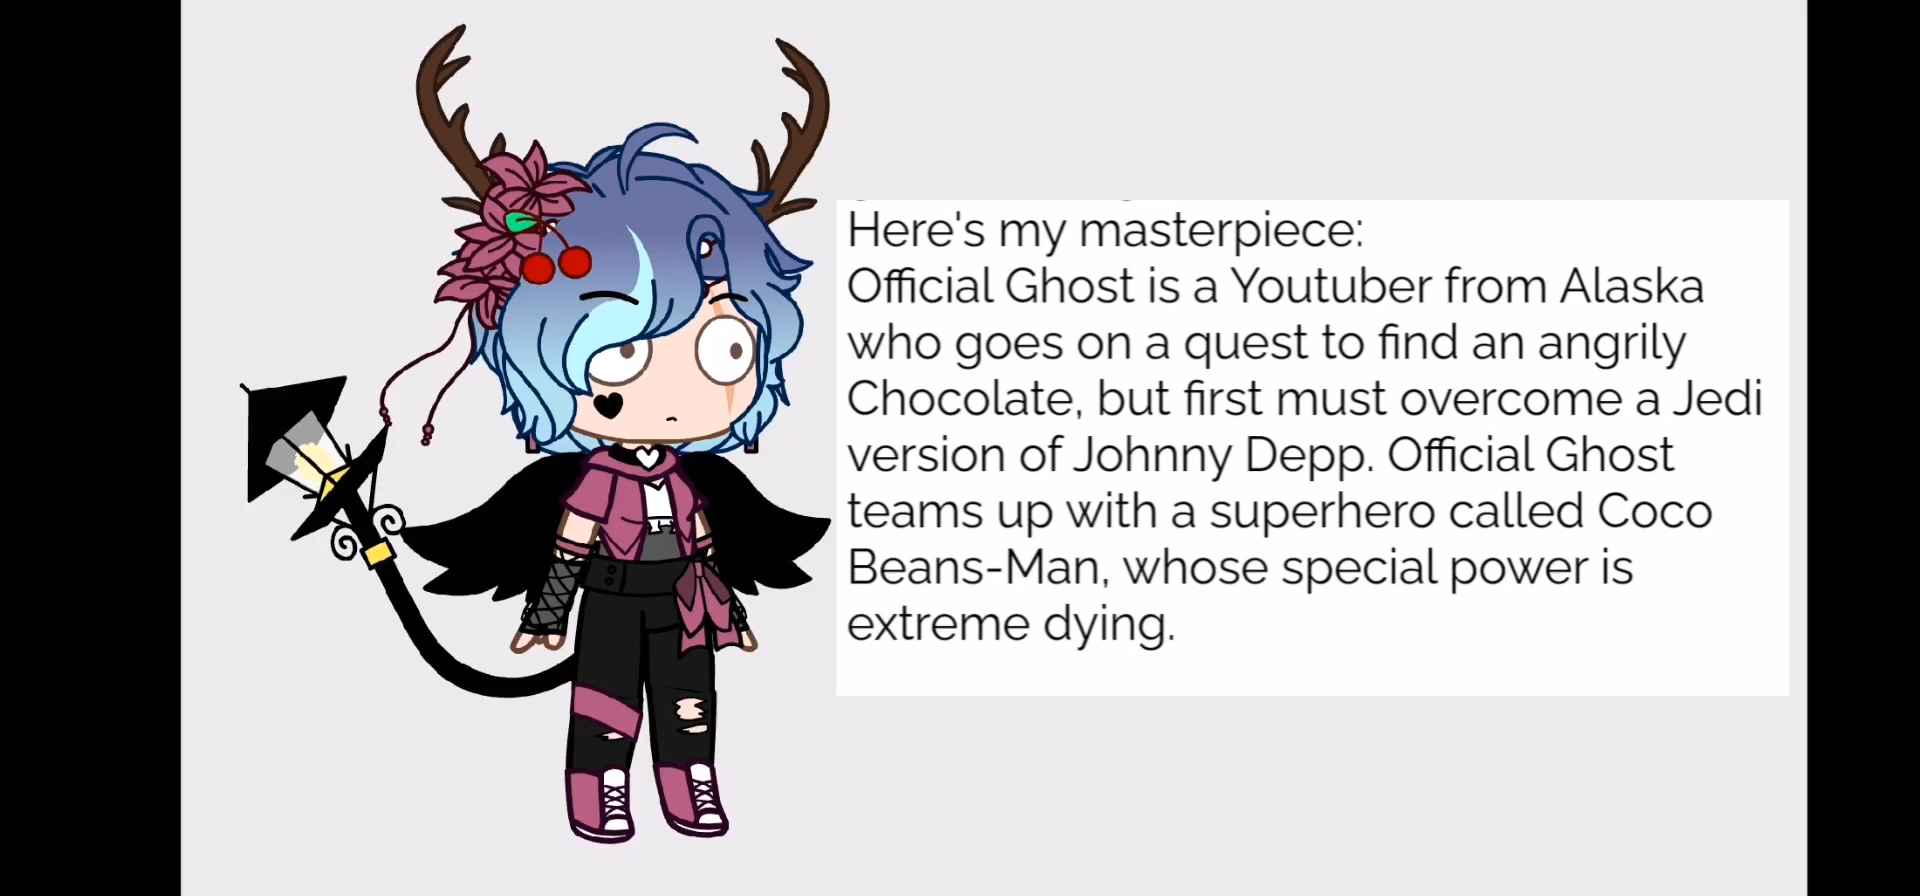 Here's my masterpiece:
Official Ghost is a Youtuber from Alaska
who goes on a quest to find an angrily
Chocolate, but first must overcome a Jedi
version of Johnny Depp. Official Ghost
teams up with a superhero called Coco
Beans-Man, whose special power is
extreme dying.